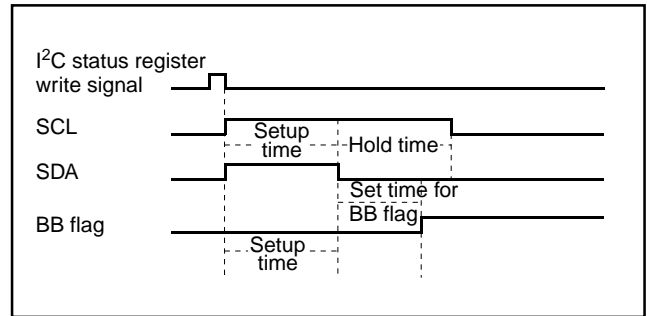 I²C status register
write signal
SCL
Setup
time
Hold time
SDA
Set time for
BB flag
BB flag
Setup
time